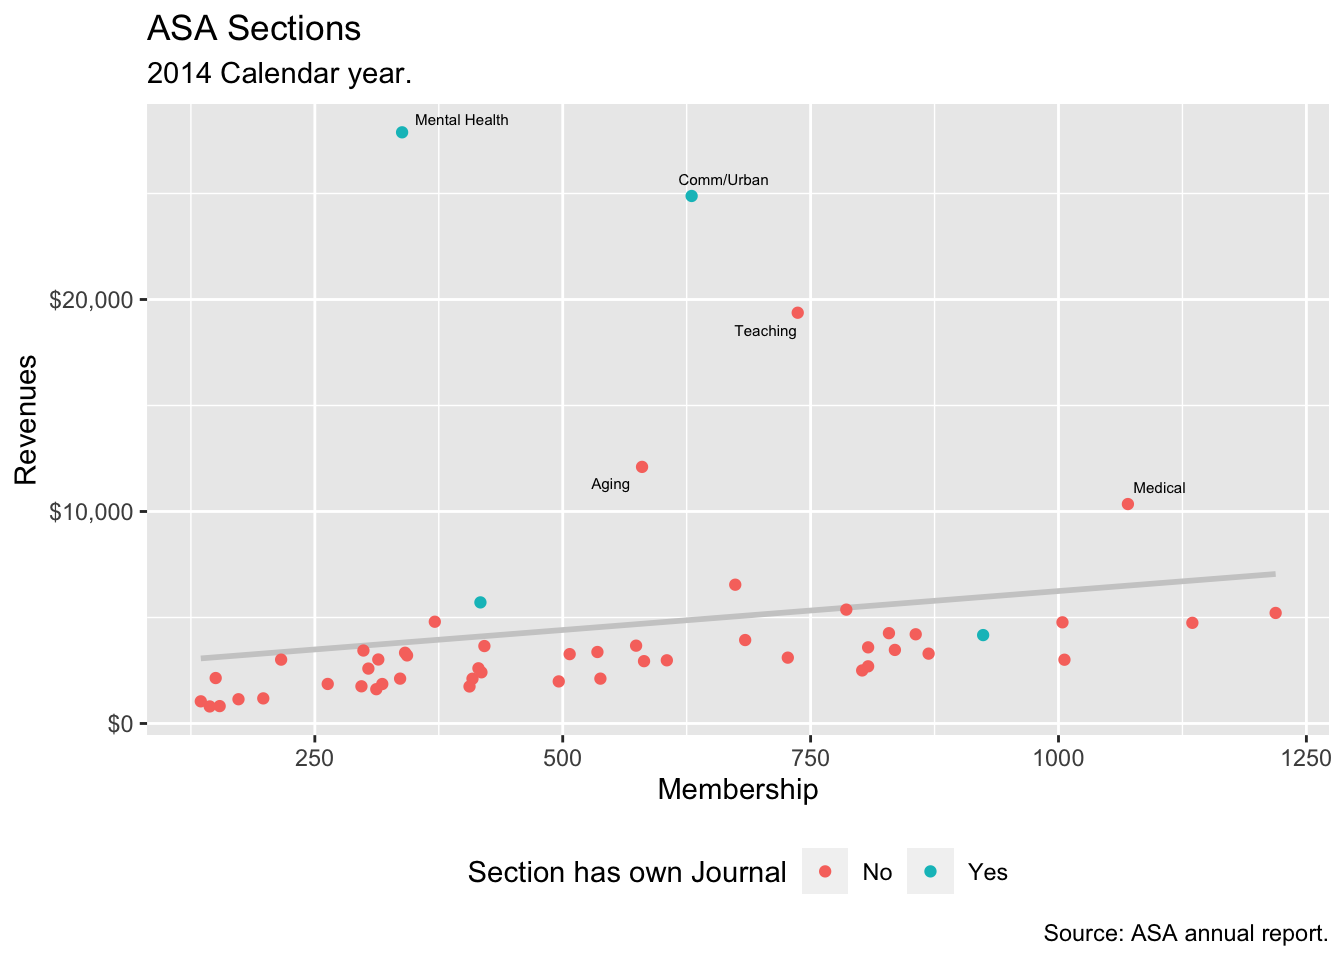 ASA Sections
2014 Calendar year.
Mental Health
Comm/Urban
$20,000
Teaching
Revenues
Aging
Medical
$10,000
$0
250 500 750 1000 1250
Membership
Section has own Journal No Yes
Source: ASA annual report.